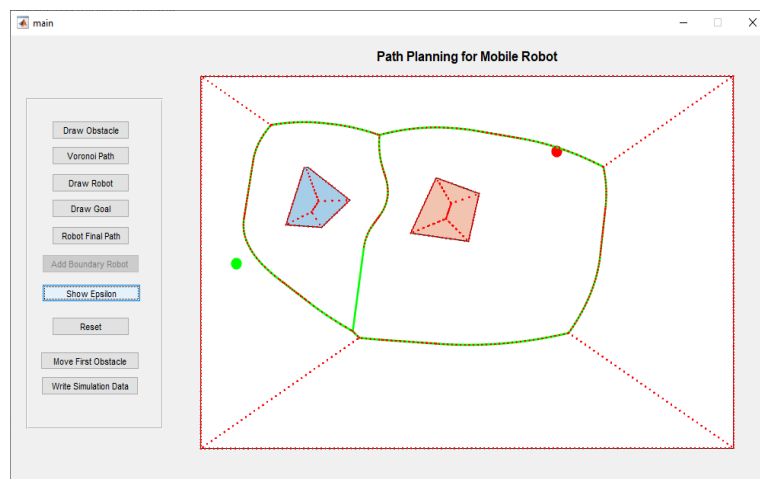 main
Path Planning for Mobile Robot
Draw Obstacle
Voronoi Path
Draw Robot
Draw Goal
Robot Final Path
Add Boundary Robot
Show Epsilon
Reset
Move First Obstacle
Write Simulation Data